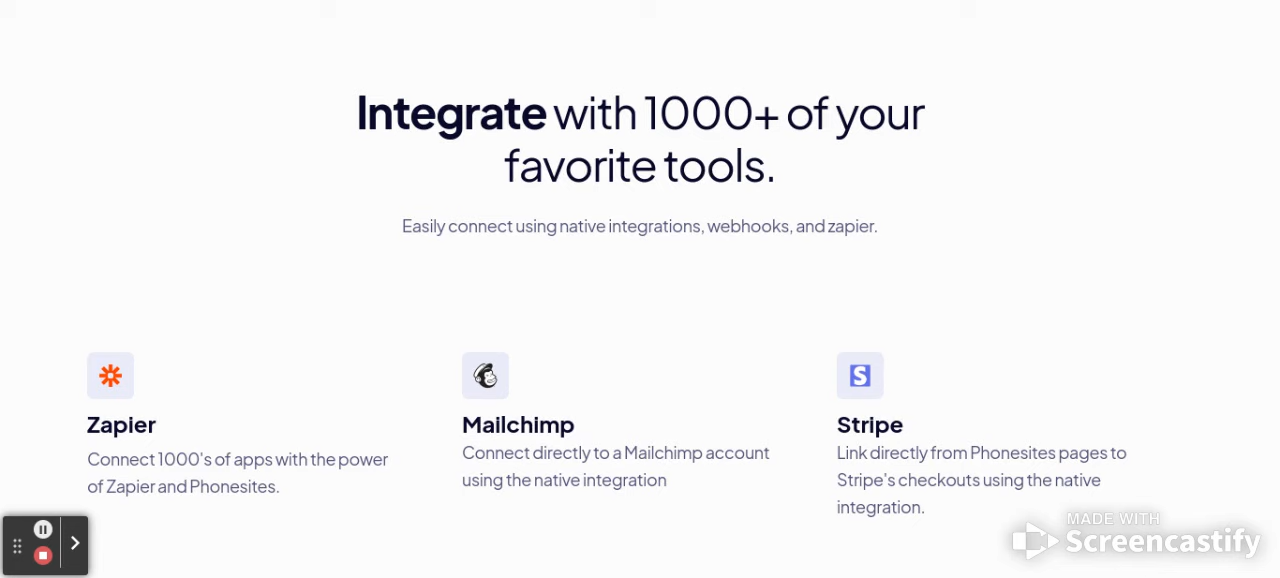 Integrate with 1000+ of your
favorite tools.
Easily connect using native integrations, webhooks, and zapier.
Zapier
Connect 1000's of apps with the power
of Zapier and Phonesites.
Mailchimp
Connect directly to a Mailchimp account
using the native integration
Stripe
Link directly from Phonesites pages to
Stripe's checkouts using the native
integration.
MADE WITH
Screencastify